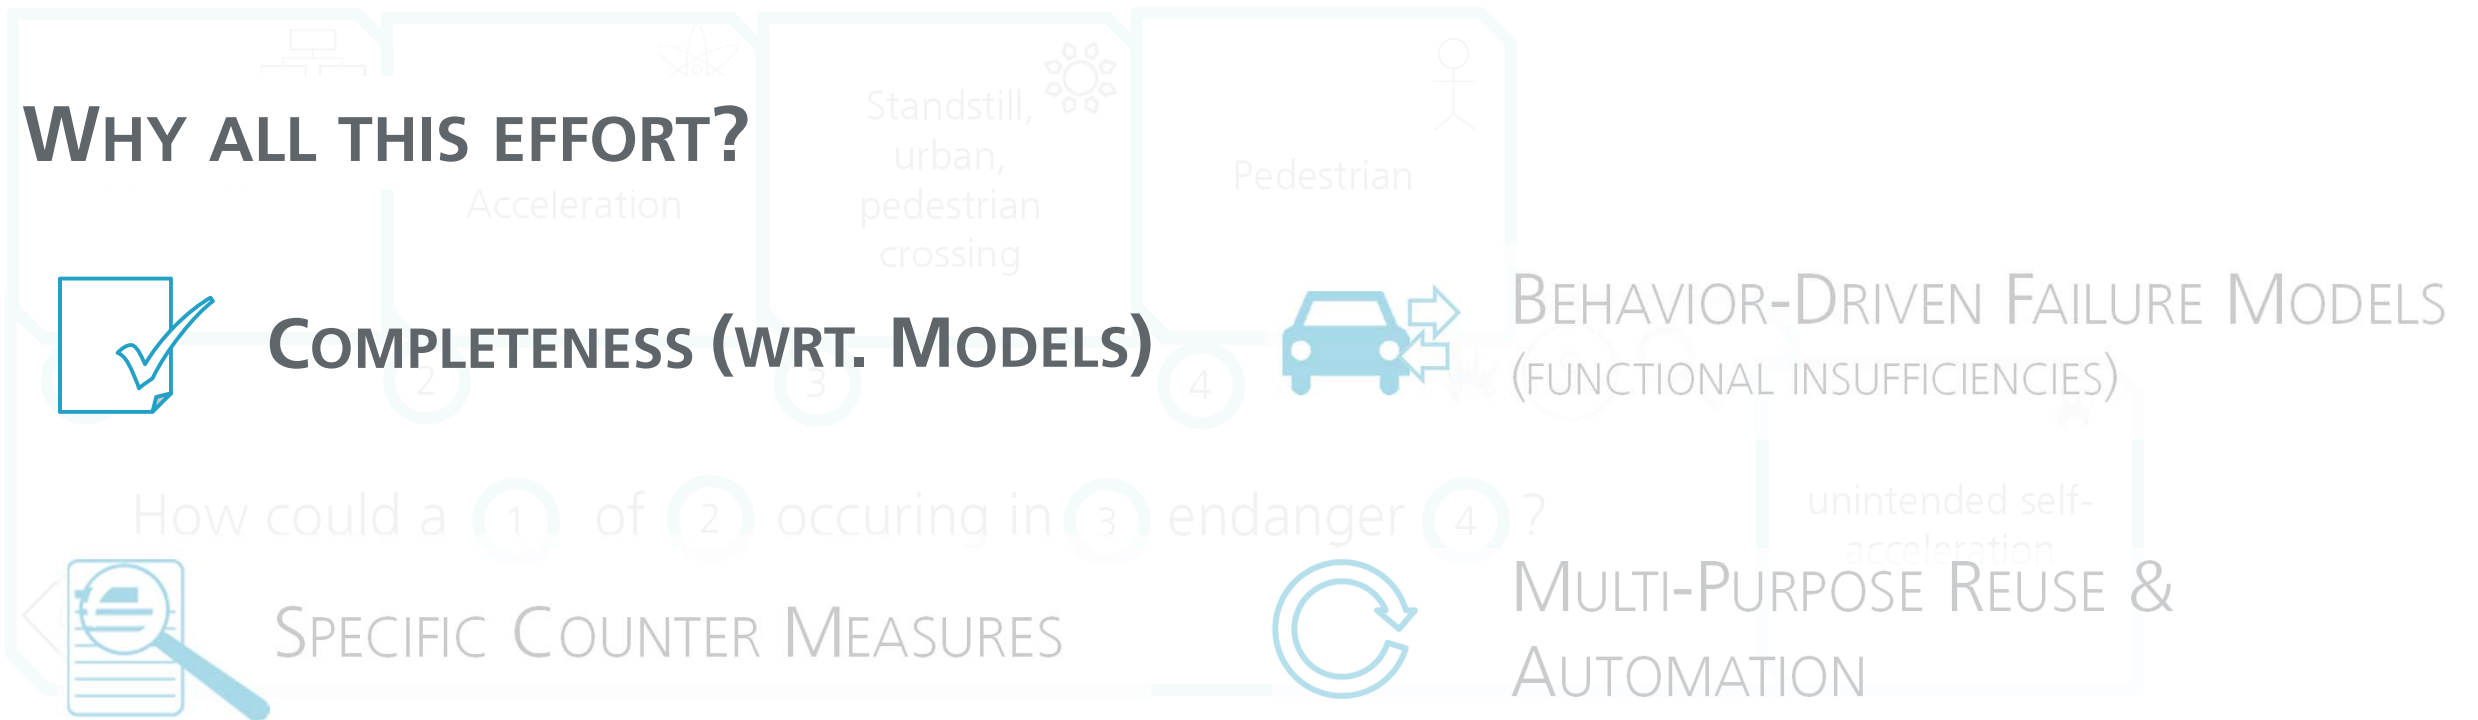 WHY ALL THIS EFFORT?
Acceleration
Standstill,
urban,
pedestrian
crossing
Pedestrian
COMPLETENESS (WRT. MODELS)
BEHAVIOR-DRIVEN FAILURE MODELS
(FUNCTIONAL INSUFFICIENCIES)
2
3
4
How could a 1 of 2 occuring in 3 endanger 4 ?
unintended self-
acceleration
SPECIFIC COUNTER MEASURES
MULTI-PURPOSE REUSE &
AUTOMATION